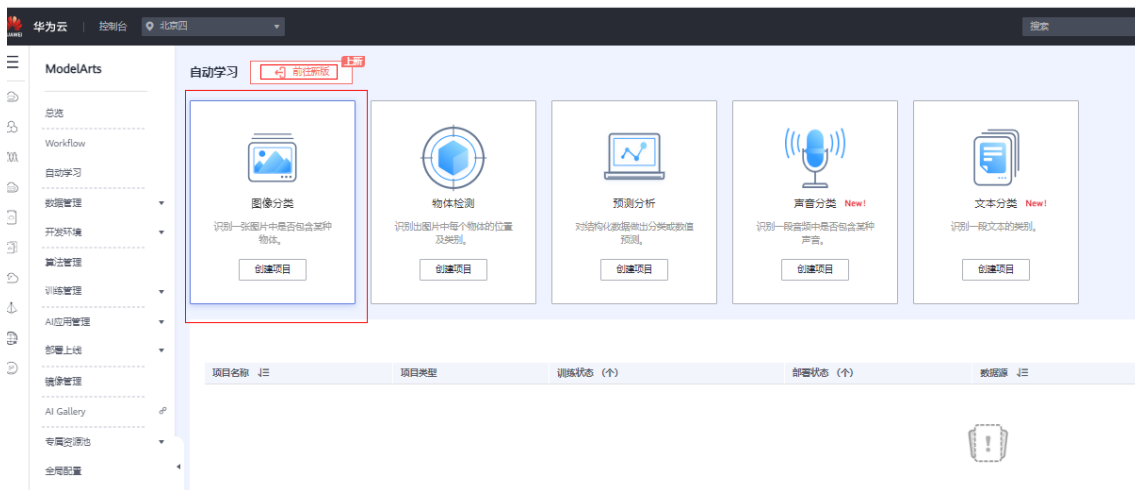 HUAWEI 华为云 控制台 北京四 搜索
ModelArts
总览
Workflow
自动学习
数据管理
开发环境
算法管理
训练管理
AI应用管理
部署上线
镜像管理
AI Gallery
专属资源池
全局配置
自动学习 前往新版 上新
图像分类
识别一张图片中是否包含某种
物体。
创建项目
物体检测
识别出图片中每个物体的位置
及类别。
创建项目
预测分析
对结构化数据做出分类或数值
预测。
创建项目
声音分类 New!
识别一段音频中是否包含某种
声音。
创建项目
文本分类 New!
识别一段文本的类别。
创建项目
项目名称 项目类型 训练状态（个） 部署状态（个） 数据源